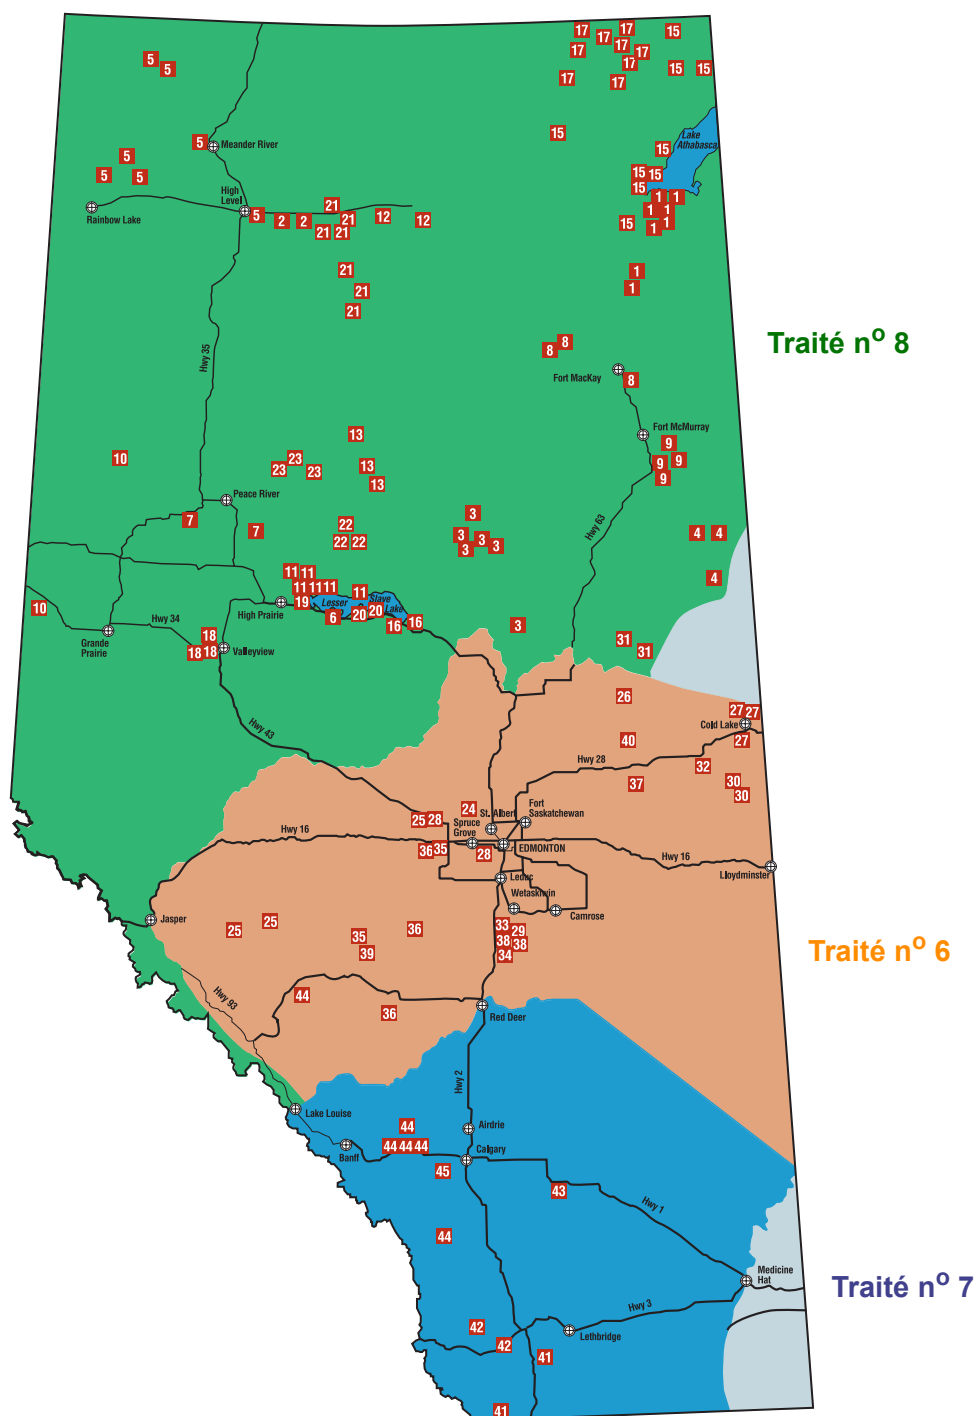 17
17
15
17
17
17
5
17
5
15
15
17
17
15
Lake
Athabasca
5
Meander River
15
5
5
5
15
15
15
High
Level
Rainbow Lake
1
1
21
5
2
2
21
12
12
1
1
15
1
1
21
21
21
1
21
1
21
Hwy 35
8
8
Traité nº 8
Fort MacKay
8
13
Fort McMurray
9
10
23
13
9
9
23
23
13
9
Peace River
3
7
22
Hwy 63
7
3
4
4
22
22
3
3
3
11
11
4
11
11
11
11
Lesser
Slave
Lake
High Prairie
19
10
6
20
20
16
16
3
Hwy 34
Grande
Prairie
18
31
18
18
Valleyview
31
26
27
27
Cold Lake
Hwy 43
40
27
Hwy 28
32
37
30
30
24
St. Albert
Fort
Saskatchewan
25
28
Spruce
Grove
Hwy 16
36
35
28
EDMONTON
Hwy 16
Lloydminster
Leduc
Wetaskiwin
Camrose
Jasper
25
25
36
33
29
35
38
38
39
34
Traité nº 6
Hwy 93
44
36
Red Deer
Hwy 2
Lake Louise
44
Airdrie
Banff
44
44
44
Calgary
45
43
Hwy 1
44
Medicine
Hat
Traité nº 7
Hwy 3
42
Lethbridge
42
41
41